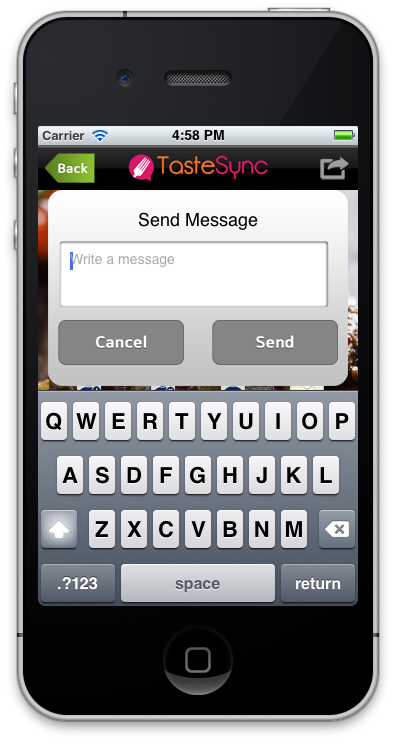 Carrier 4:58 PM
Back TasteSync
Send Message
Write a message
Cancel Send
Q W E R T Y U I O P
A S D F G H J K L
Z X C V B N M
.?123 space return